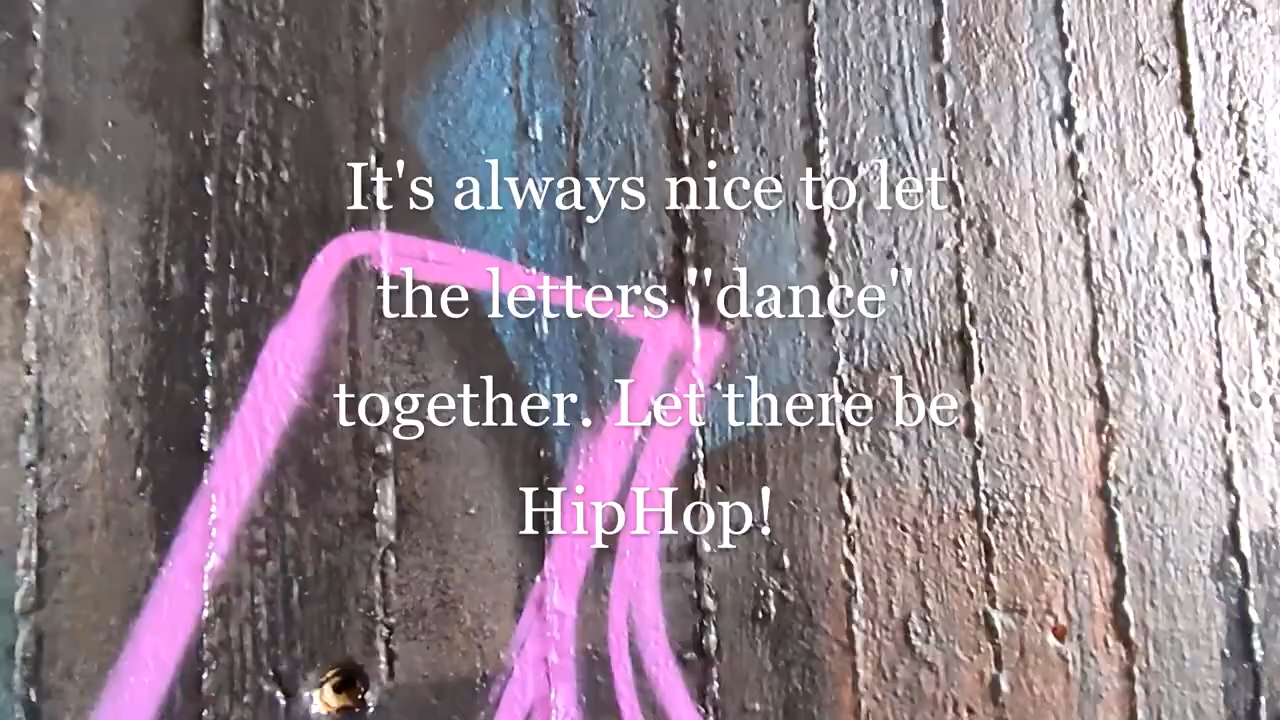 It's always nice to let
the letters "dance"
together. Let there be
HipHop!